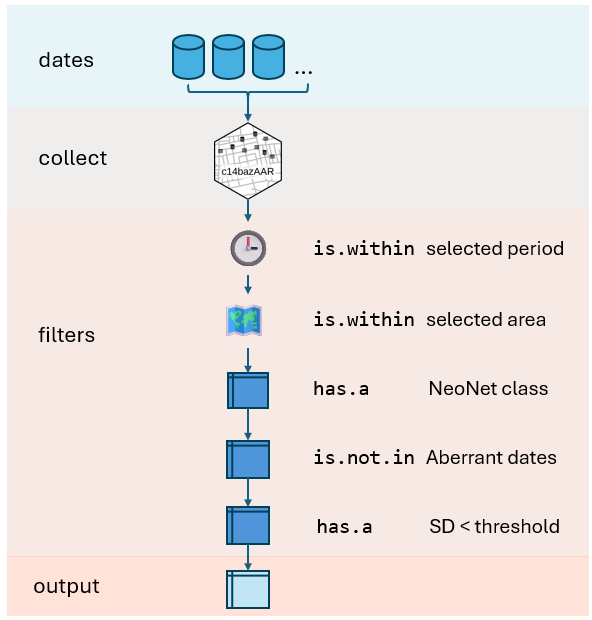 dates
...
collect
c14bazAAR
is.within selected period
is.within selected area
filters
has.a NeoNet class
is.not.in Aberrant dates
has.a SD < threshold
output